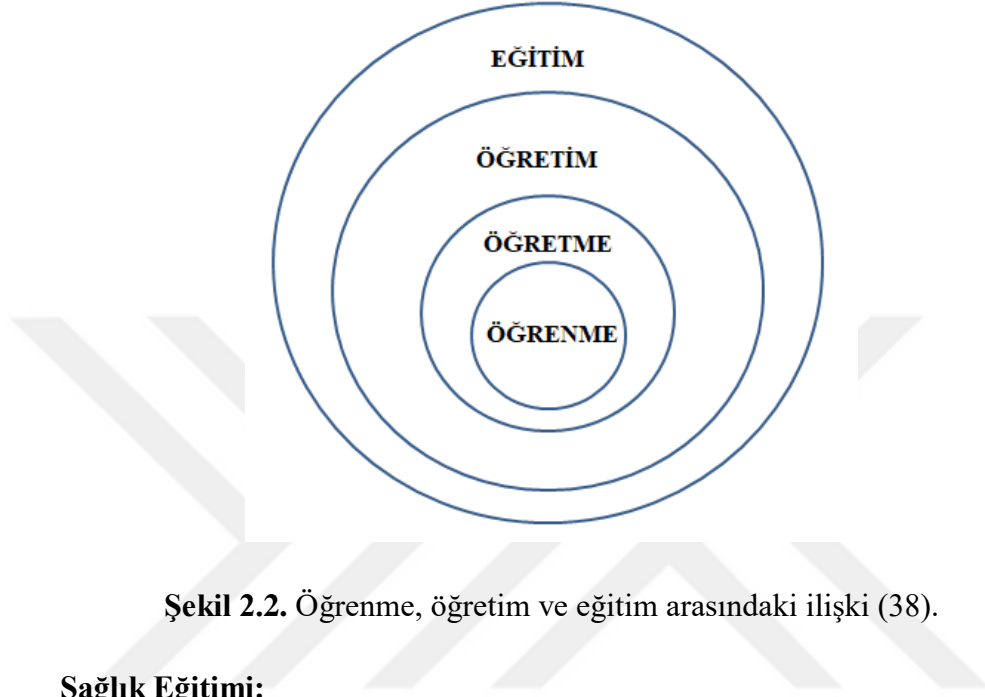 EĞİTİM
ÖĞRETİM
ÖĞRETME
ÖĞRENME
Şekil 2.2. Öğrenme, öğretim ve eğitim arasındaki ilişki (38).
Sağlık Eğitimi: